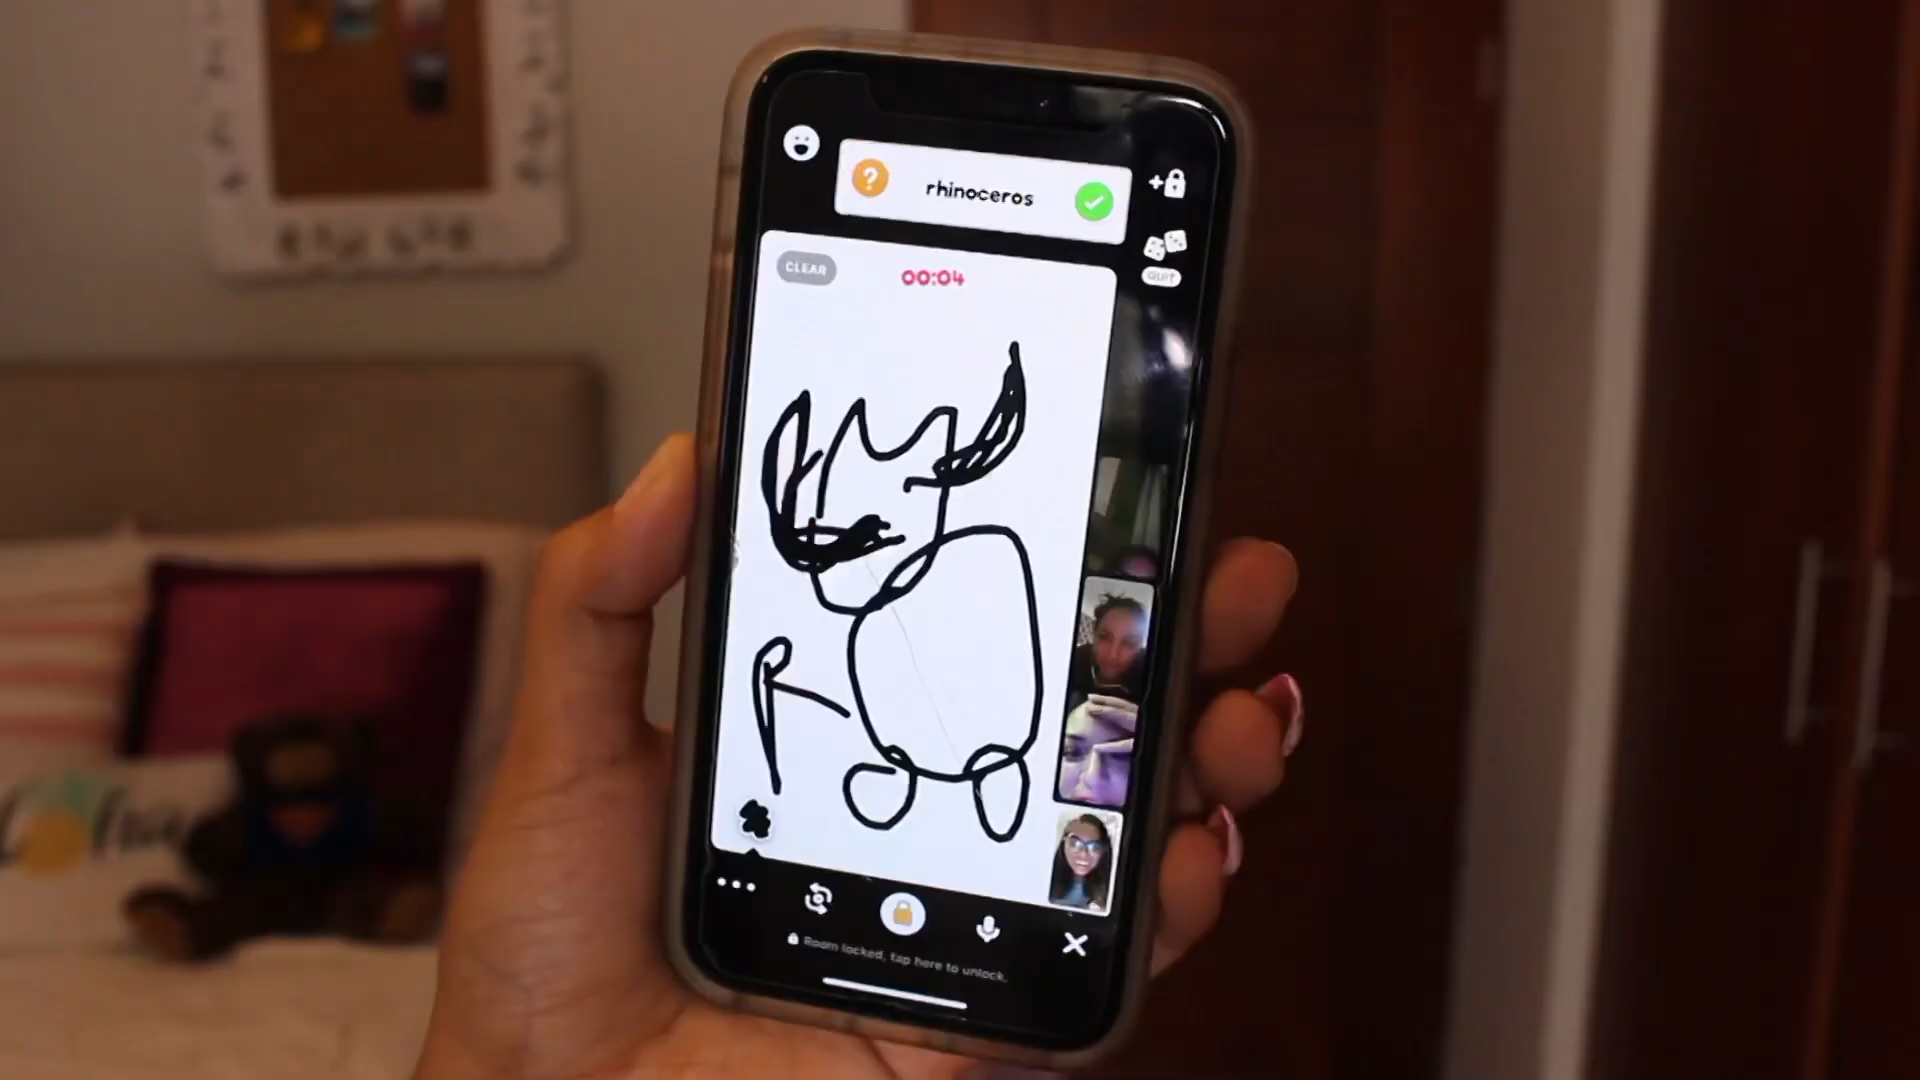 rhinoceros
QUIT
CLEAR
00:04
R
Room locked, tap here to unlock.